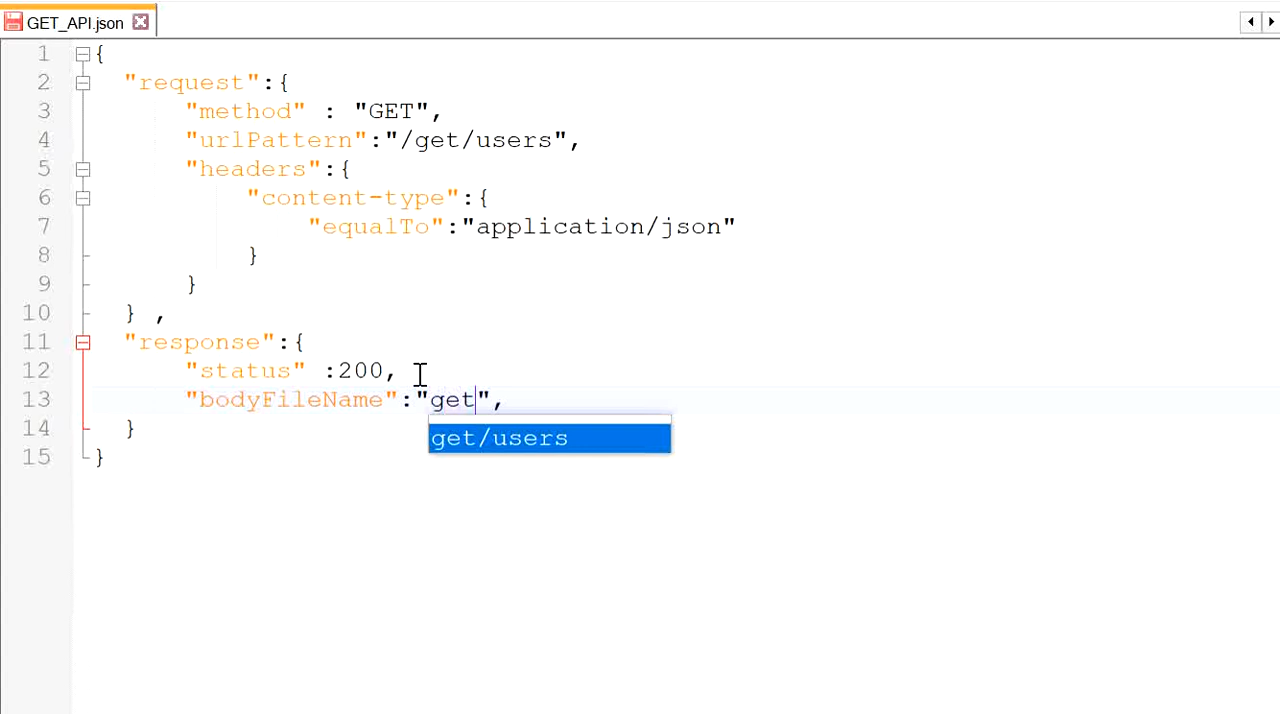 GET_API.json
1 {
2 "request":{
3 "method" : "GET",
4 "urlPattern":"/get/users",
5 "headers":{
6 "content-type":{
7 "equalTo":"application/json"
8 }
9 }
10 } ,
11 "response":{
12 "status" :200,
13 "bodyFileName":"get",
get/users
14 }
15 }